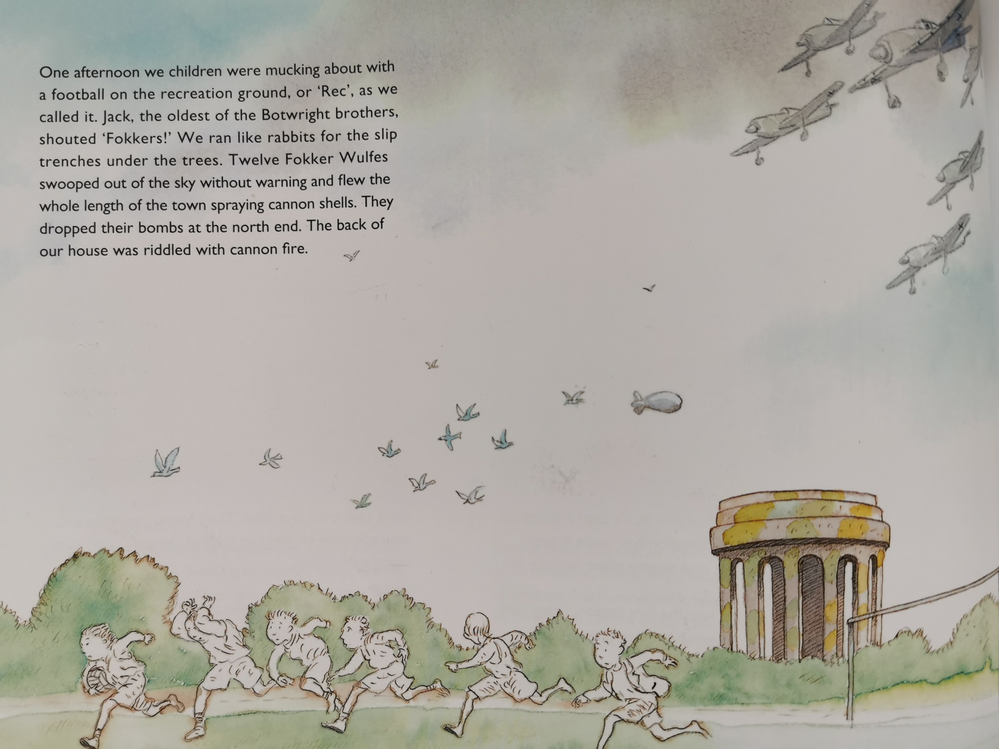 One afternoon we children were mucking about with
a football on the recreation ground, or ‘Rec’, as we
called it. Jack, the oldest of the Botwright brothers,
shouted ‘Fokkers!’ We ran like rabbits for the slip
trenches under the trees. Twelve Fokker Wulfes
swooped out of the sky without warning and flew the
whole length of the town spraying cannon shells. They
dropped their bombs at the north end. The back of
our house was riddled with cannon fire.